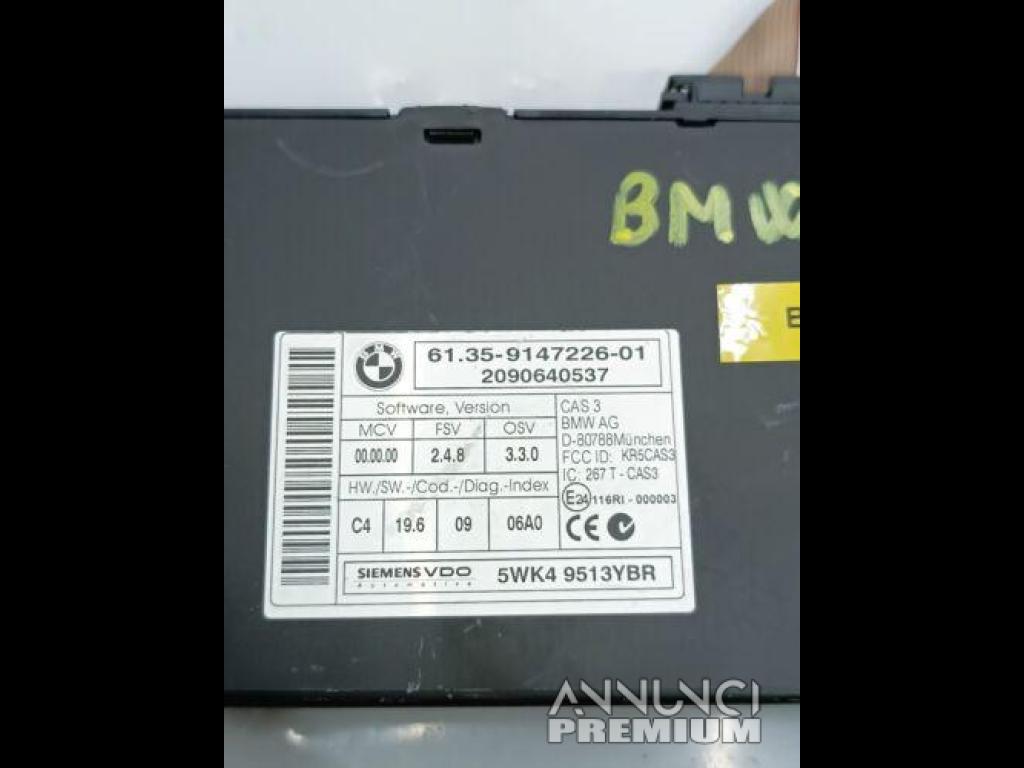 BMW
B
BMW
61.35-9147226-01
2090640537
Software, Version
MCV FSV OSV
00.00.00 2.4.8 3.3.0
HW./SW.-/Cod.-/Diag.-Index
C4 19.6 09 06A0
CAS 3
BMW AG
D-80788München
FCC ID: KR5CAS3
IC: 267 T - CAS3
E24 116RI - 000003
CE
SIEMENS VDO
Automotive
5WK4 9513YBR
ANNUNCI
PREMIUM